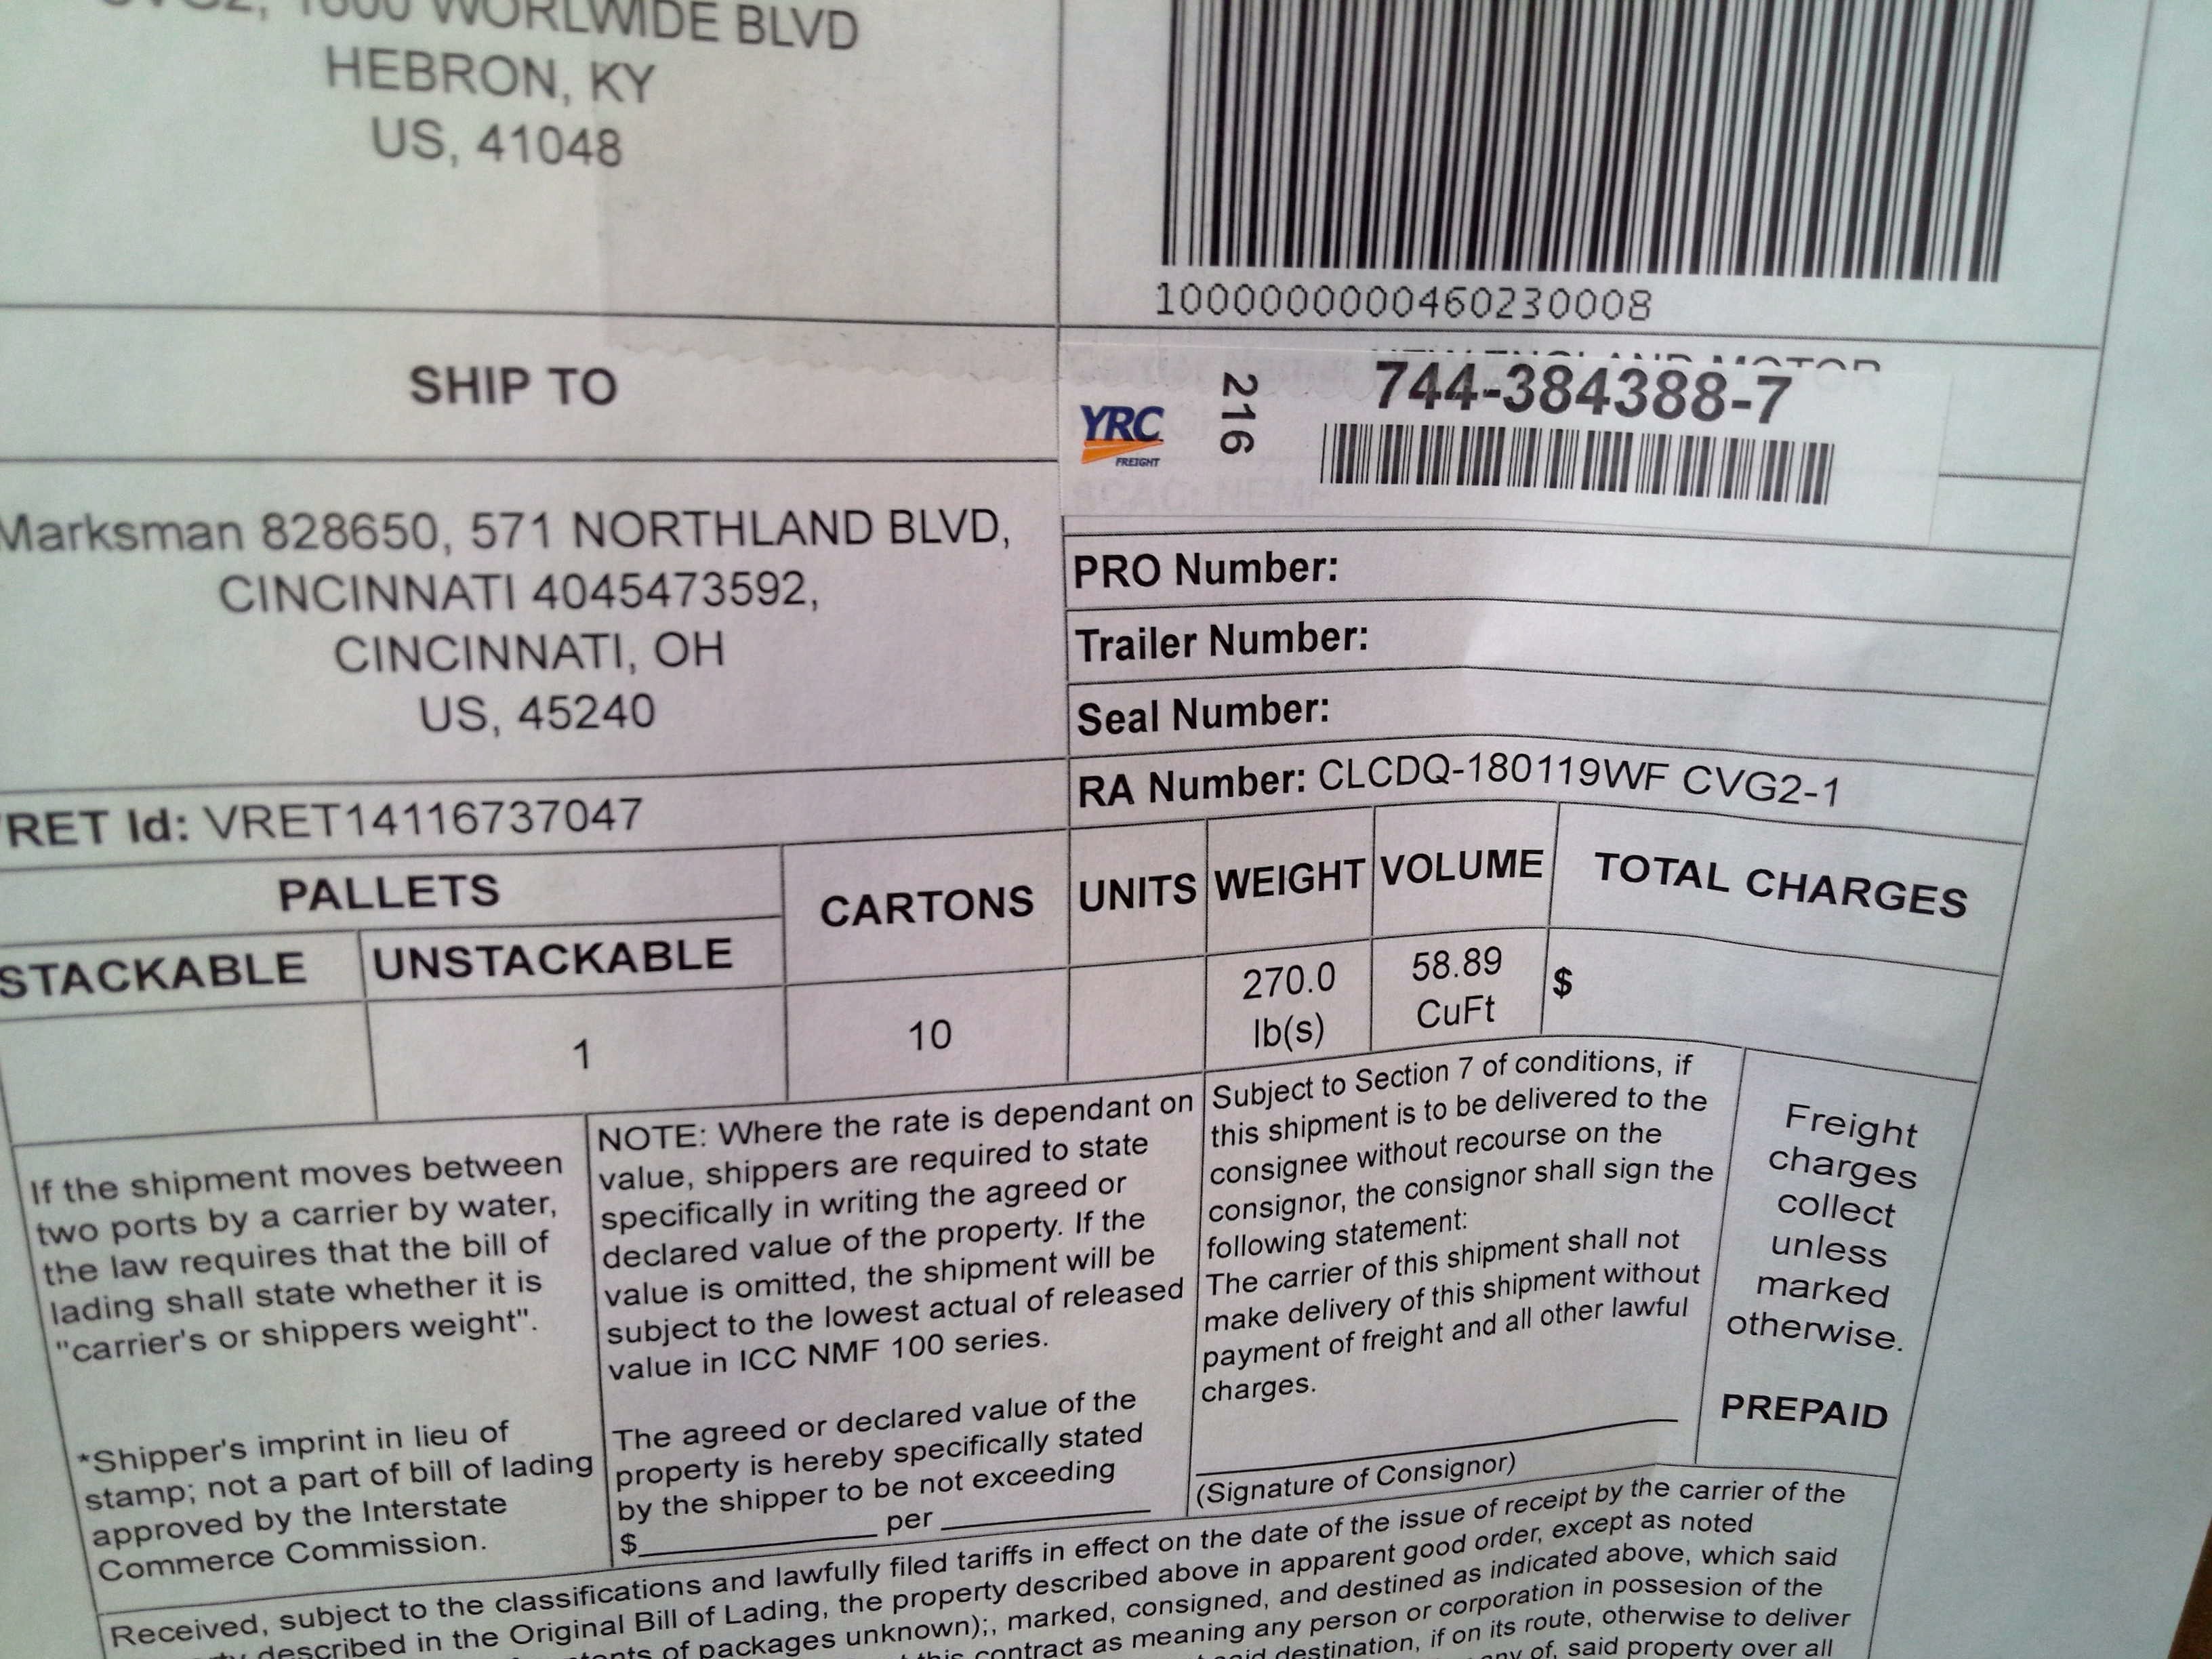 1600 WORLWIDE BLVD
HEBRON, KY
US, 41048
10000000000460230008
SHIP TO
YRC
FREIGHT
216
744-384388-7
Marksman 828650, 571 NORTHLAND BLVD,
CINCINNATI 4045473592,
CINCINNATI, OH
US, 45240
PRO Number:
Trailer Number:
Seal Number:
RET Id: VRET14116737047
RA Number: CLCDQ-180119WF CVG2-1
PALLETS
CARTONS
UNITS
WEIGHT
VOLUME
TOTAL CHARGES
STACKABLE
UNSTACKABLE
1
10
270.0
lb(s)
58.89
CuFt
$
If the shipment moves between
two ports by a carrier by water,
the law requires that the bill of
lading shall state whether it is
"carrier's or shippers weight".
*Shipper's imprint in lieu of
stamp; not a part of bill of lading
approved by the Interstate
Commerce Commission.
NOTE: Where the rate is dependant on
value, shippers are required to state
specifically in writing the agreed or
declared value of the property. If the
value is omitted, the shipment will be
subject to the lowest actual of released
value in ICC NMF 100 series.
The agreed or declared value of the
property is hereby specifically stated
by the shipper to be not exceeding
$ per
Subject to Section 7 of conditions, if
this shipment is to be delivered to the
consignee without recourse on the
consignor, the consignor shall sign the
following statement:
The carrier of this shipment shall not
make delivery of this shipment without
payment of freight and all other lawful
charges.
(Signature of Consignor)
Freight
charges
collect
unless
marked
otherwise.
PREPAID
Received, subject to the classifications and lawfully filed tariffs in effect on the date of the issue of receipt by the carrier of the
described in the Original Bill of Lading, the property described above in apparent good order, except as noted
of packages unknown);, marked, consigned, and destined as indicated above, which said
this contract as meaning any person or corporation in possesion of the
destination, if on its route, otherwise to deliver
of, said property over all